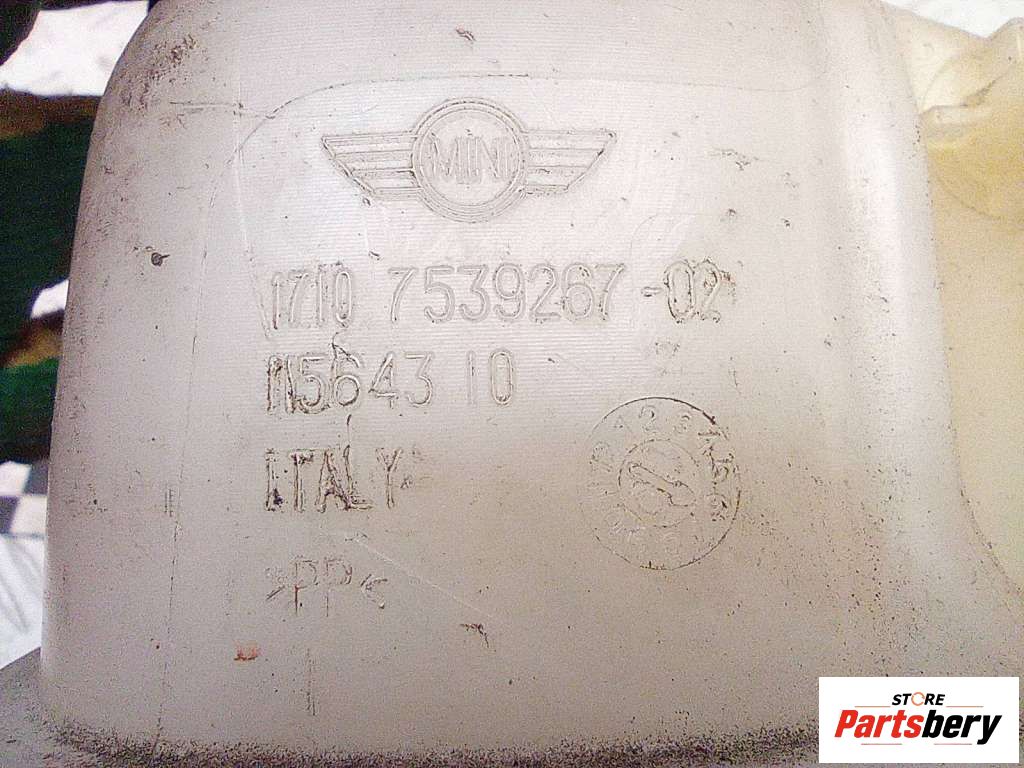 MINI
1710 7539267-02
115643 10
ITALY
>PP<
STORE
Partsbery